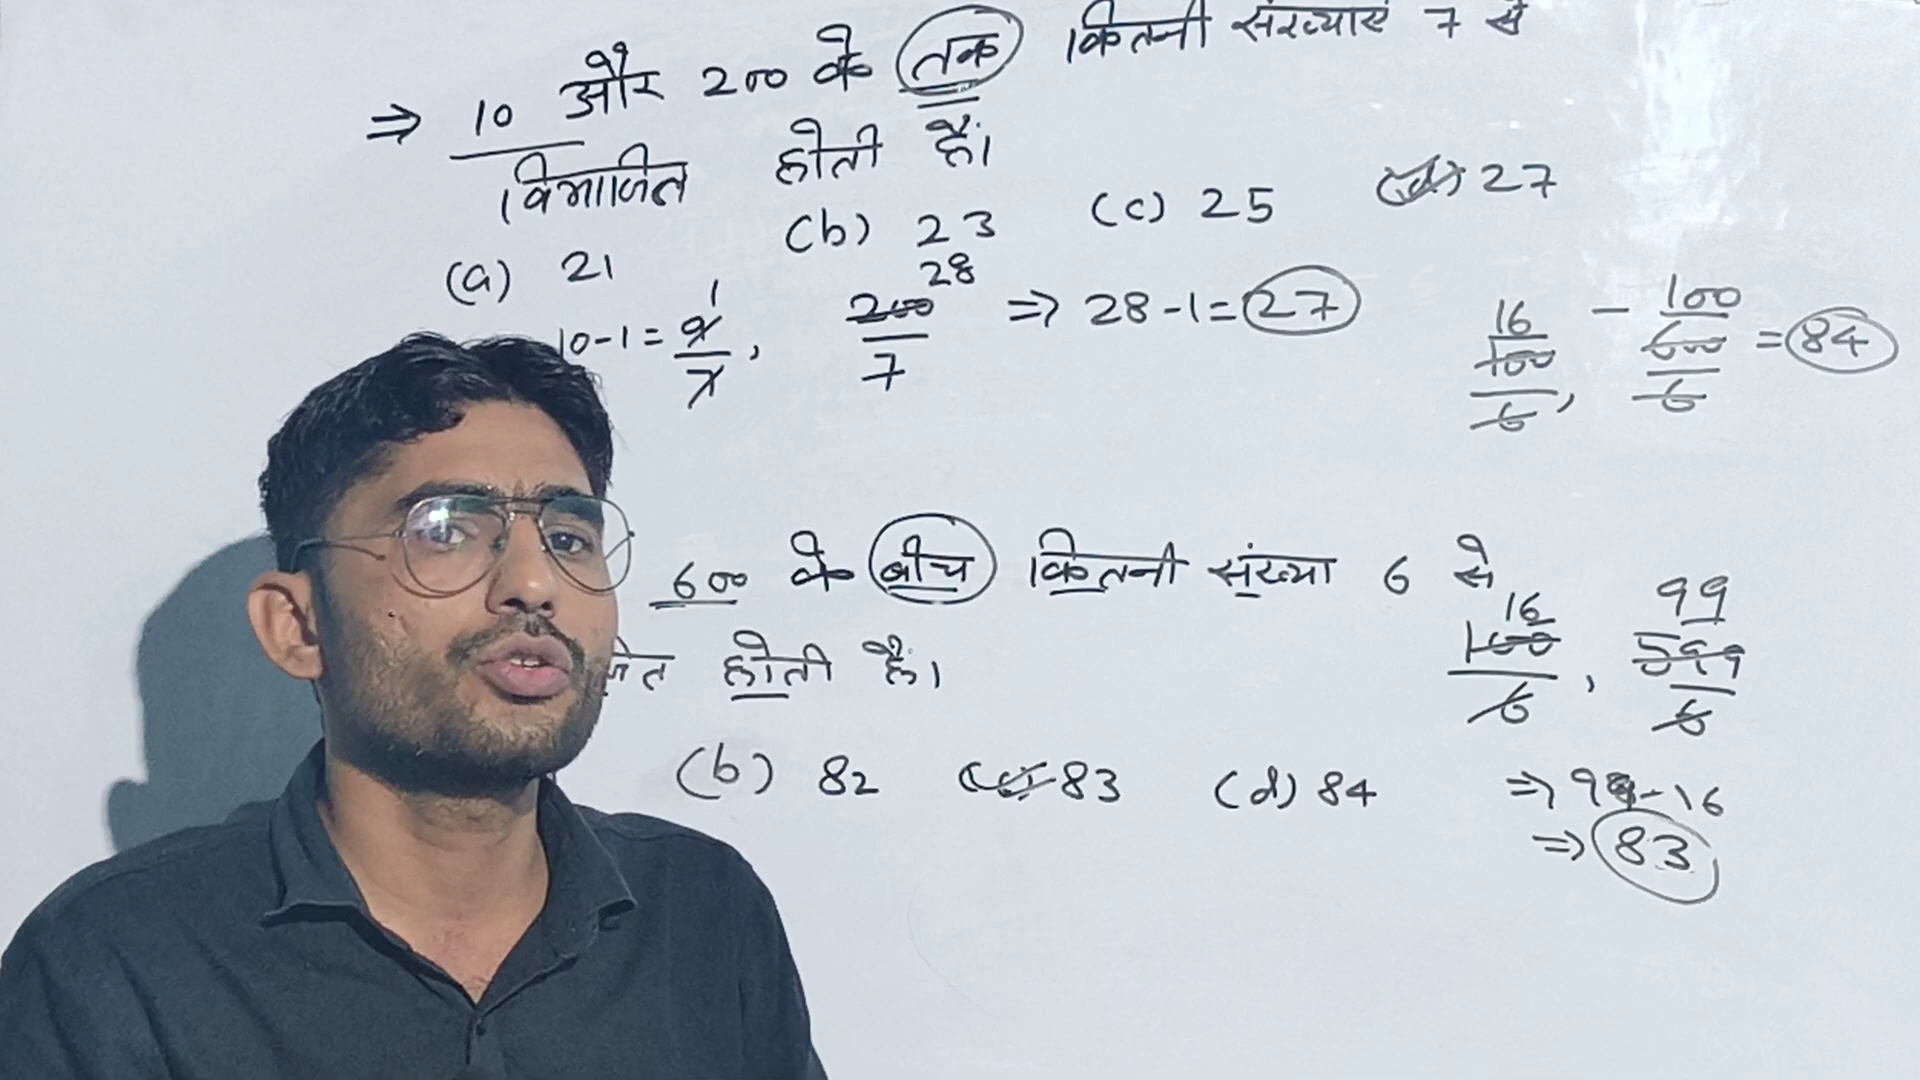 ⇒ 10 और 200 के तक कितनी संख्याएं 7 से
विभाजित होती हैं।
(a) 21 (b) 23 (c) 25 (d) 27
10-1 = 9/7 1, 200/7 28 ⇒ 28-1 = 27
16 100/6, - 100 600/6 = 84
600 के बीच कितनी संख्या 6 से
जित होती हैं।
16 100/6, 99 599/6
(b) 82 (c) 83 (d) 84
⇒ 99-16
⇒ 83